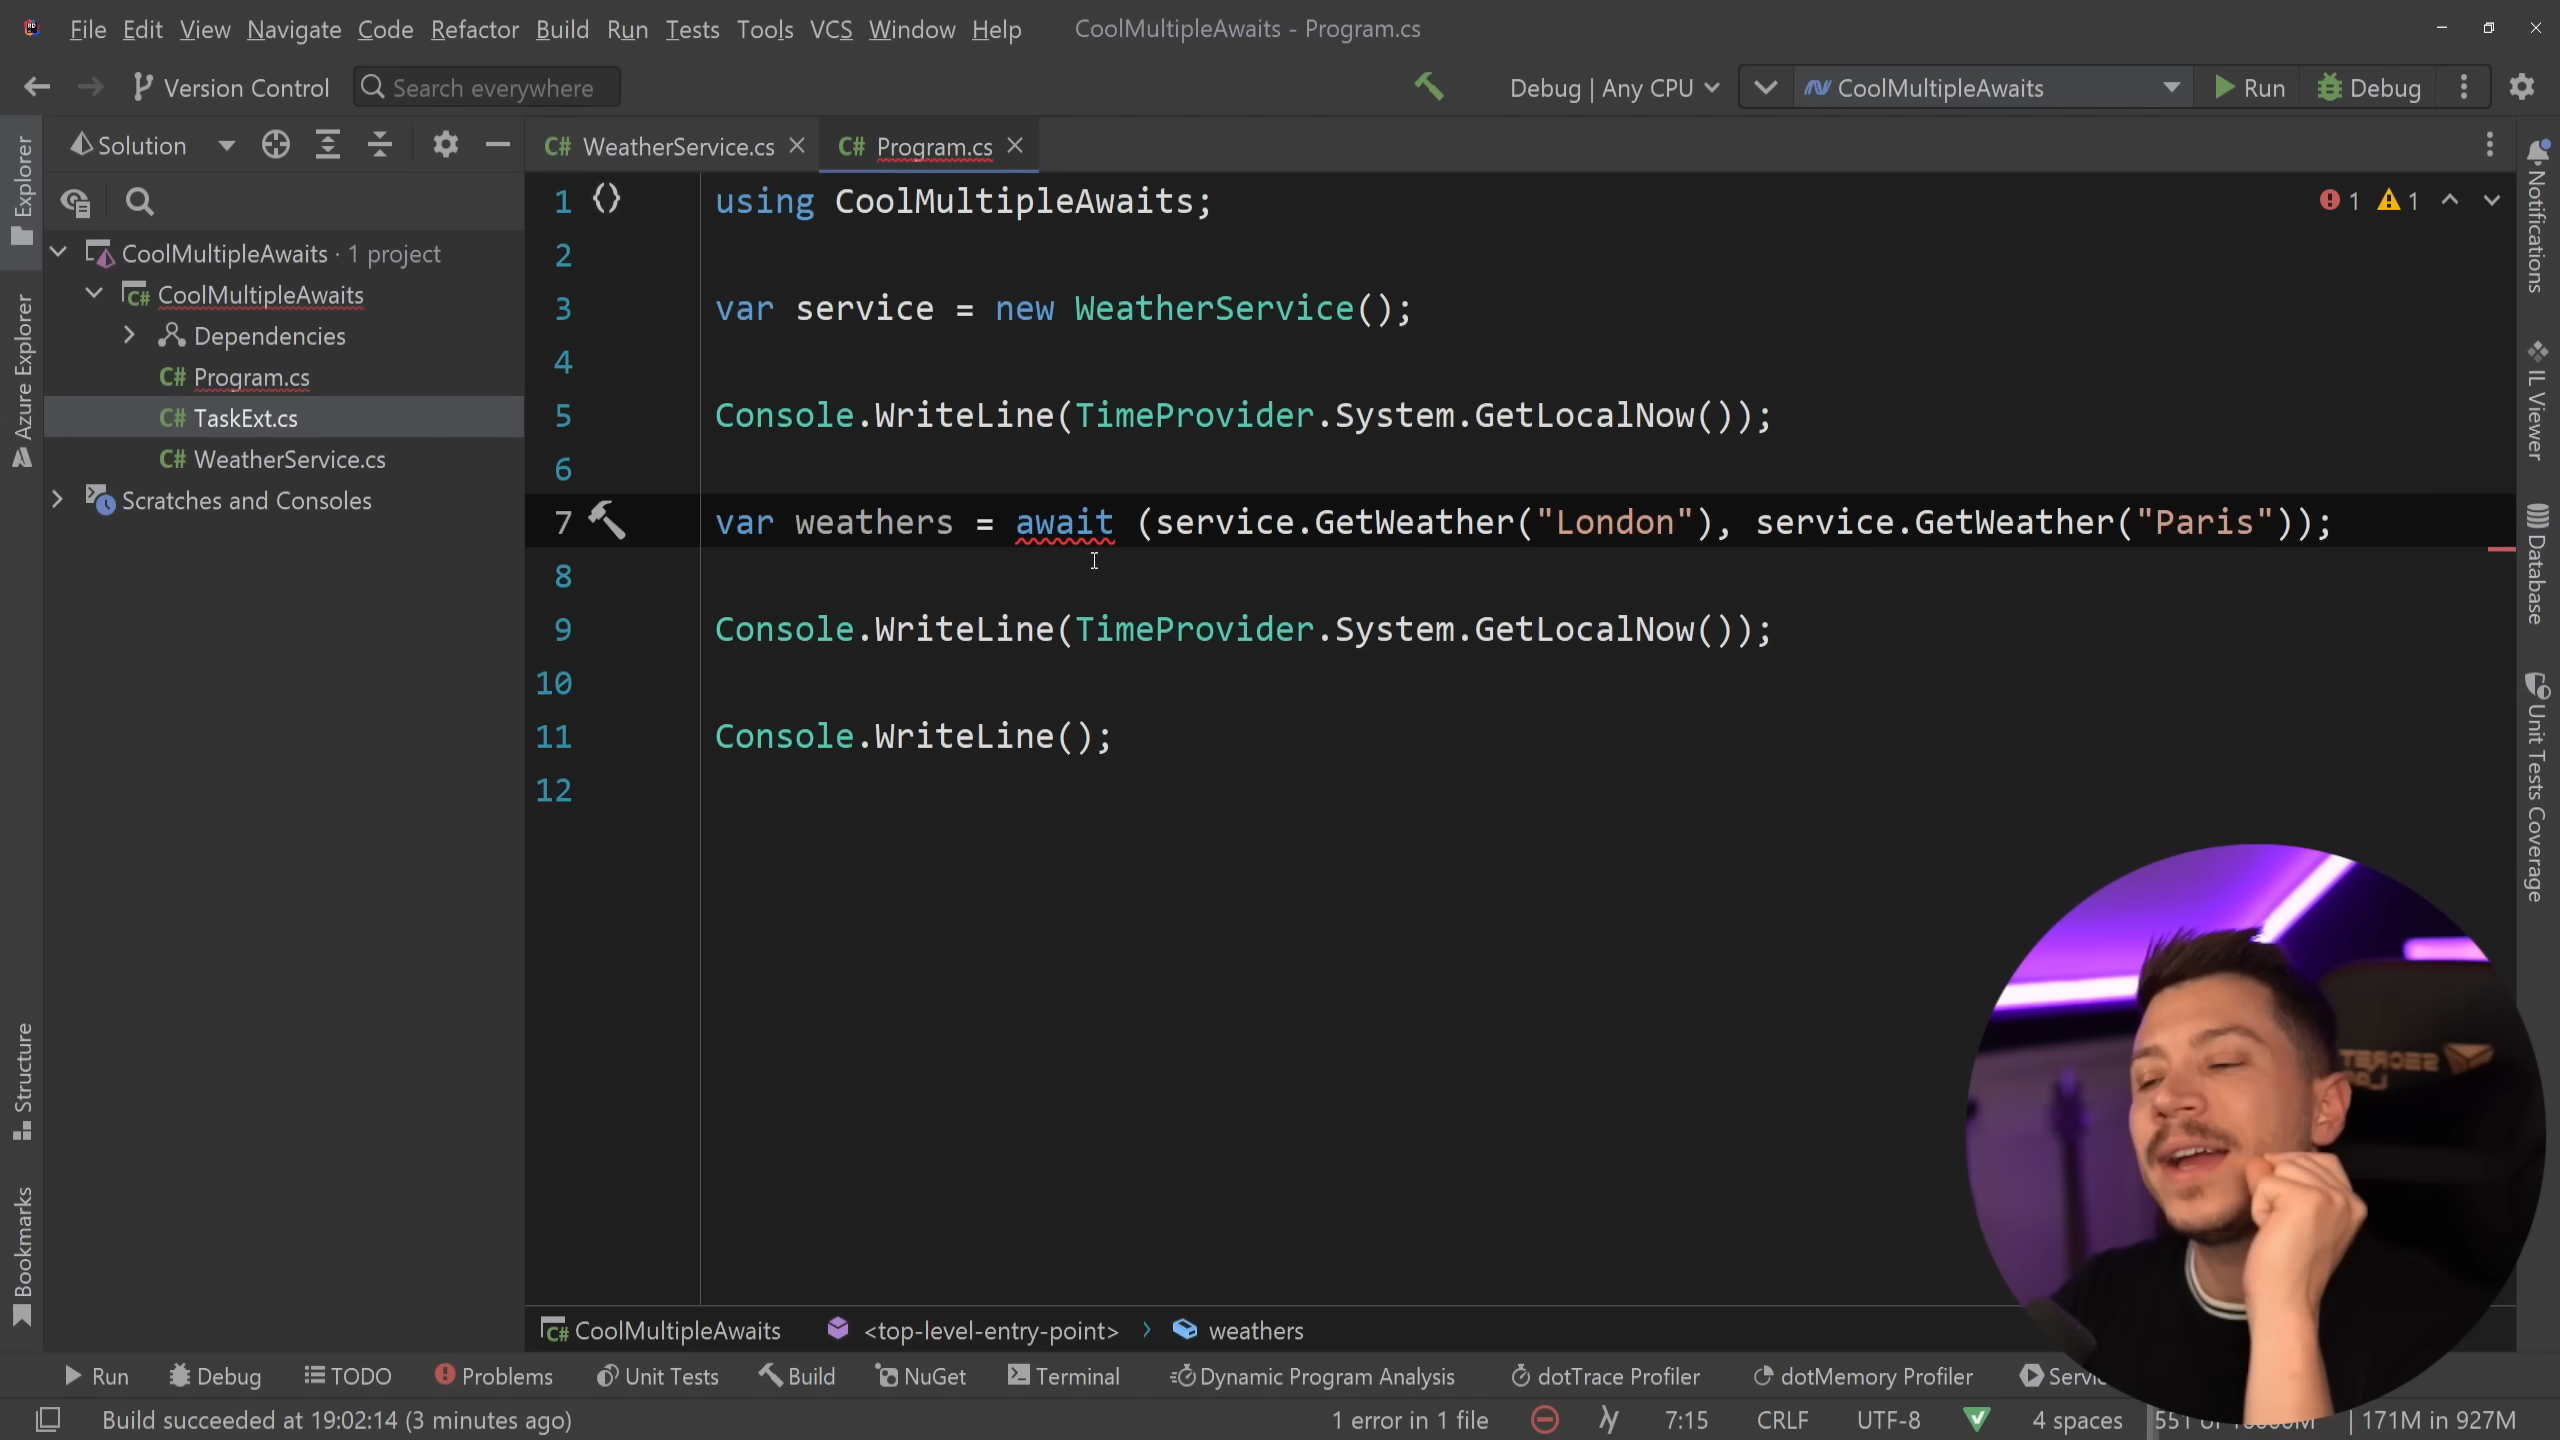 File Edit View Navigate Code Refactor Build Run Tests Tools VCS Window Help CoolMultipleAwaits - Program.cs
Version Control Search everywhere Debug | Any CPU CoolMultipleAwaits Run Debug
Solution
C# WeatherService.cs
C# Program.cs
Explorer
Azure Explorer
Structure
Bookmarks
CoolMultipleAwaits · 1 project
C# CoolMultipleAwaits
Dependencies
C# Program.cs
C# TaskExt.cs
C# WeatherService.cs
Scratches and Consoles
1 using CoolMultipleAwaits;
2
3 var service = new WeatherService();
4
5 Console.WriteLine(TimeProvider.System.GetLocalNow());
6
7 var weathers = await (service.GetWeather("London"), service.GetWeather("Paris"));
8
9 Console.WriteLine(TimeProvider.System.GetLocalNow());
10
11 Console.WriteLine();
12
1 1
Notifications
IL Viewer
Database
Unit Tests Coverage
SECRET
C# CoolMultipleAwaits <top-level-entry-point> › weathers
Run Debug TODO Problems Unit Tests Build NuGet Terminal Dynamic Program Analysis dotTrace Profiler dotMemory Profiler
Build succeeded at 19:02:14 (3 minutes ago) 1 error in 1 file 7:15 CRLF UTF-8 4 spaces 171M in 927M